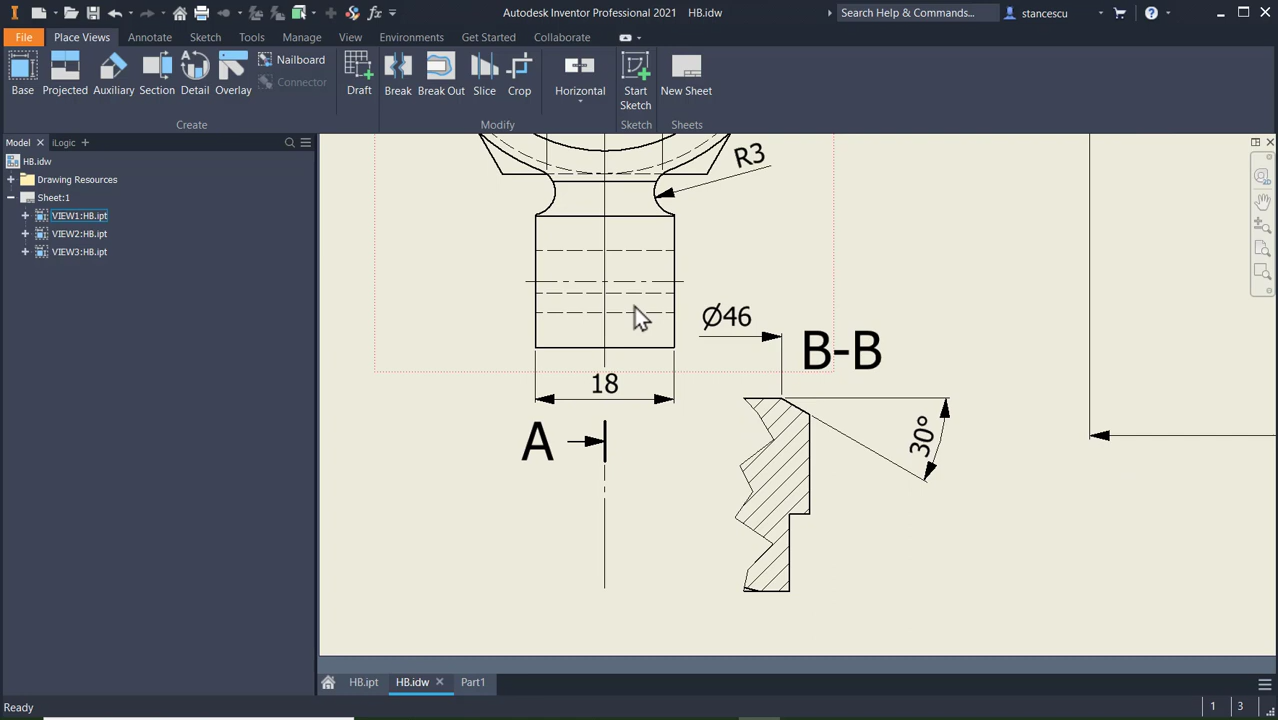 Autodesk Inventor Professional 2021 HB.idw
Search Help & Commands...
stancescu
File Place Views Annotate Sketch Tools Manage View Environments Get Started Collaborate
Base Projected Auxiliary Section Detail Overlay
Nailboard
Connector
Draft
Break Break Out Slice Crop
Horizontal
Start
Sketch
New Sheet
Create Modify Sketch Sheets
Model iLogic
HB.idw
Drawing Resources
Sheet:1
VIEW1:HB.ipt
VIEW2:HB.ipt
VIEW3:HB.ipt
R3
Ø46
B-B
18
A
30°
HB.ipt HB.idw Part1
Ready
1 3